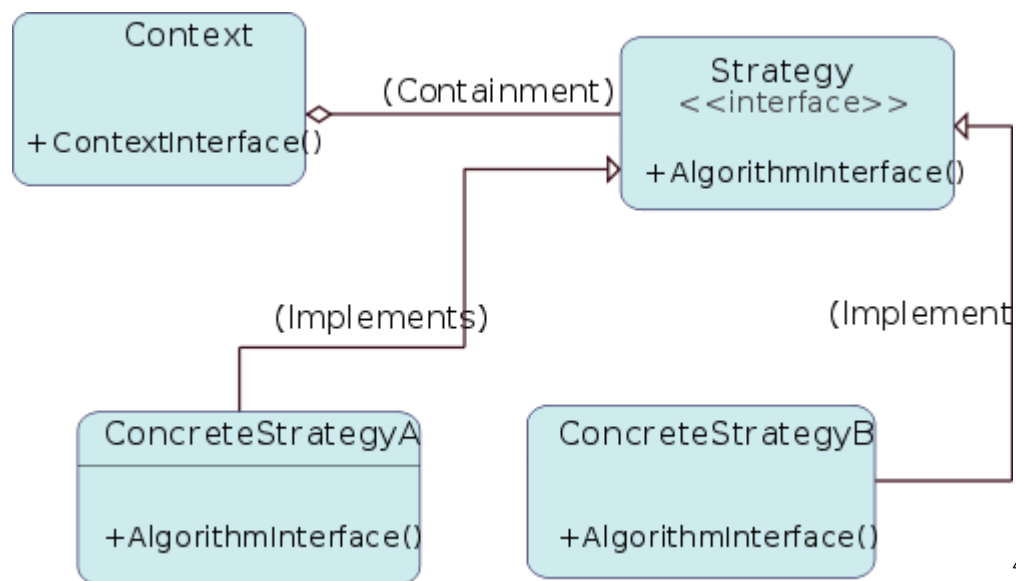 Context
+ContextInterface()
(Containment)
Strategy
<<interface>>
+AlgorithmInterface()
(Implements)
(Implement
ConcreteStrategyA
+AlgorithmInterface()
ConcreteStrategyB
+AlgorithmInterface()